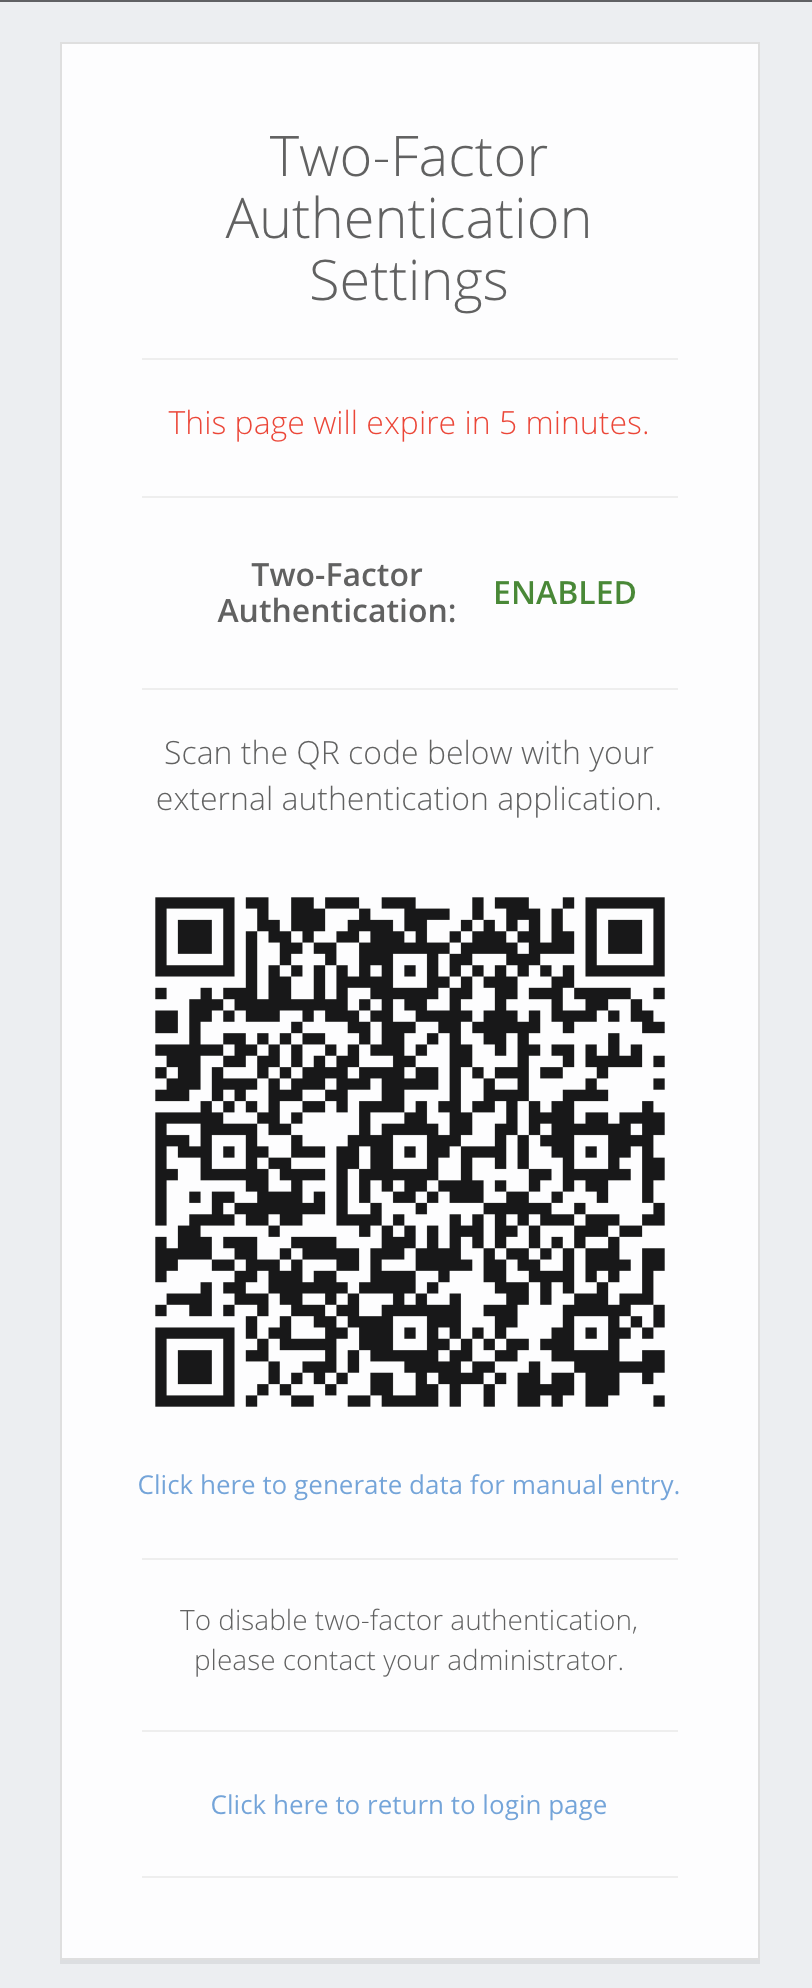 Two-Factor
Authentication
Settings
This page will expire in 5 minutes.
Two-Factor
Authentication:
ENABLED
Scan the QR code below with your
external authentication application.
Click here to generate data for manual entry.
To disable two-factor authentication,
please contact your administrator.
Click here to return to login page